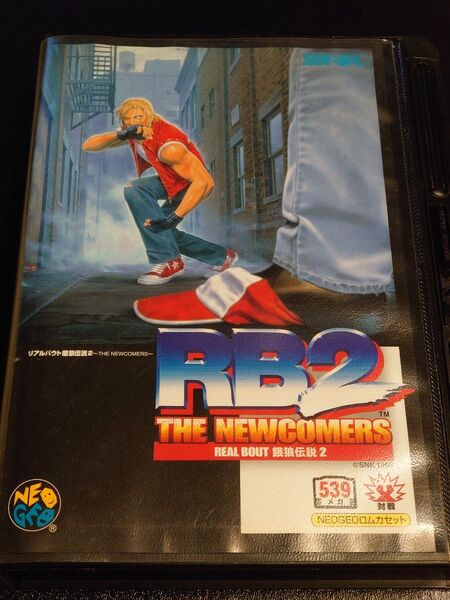 SNK
リアルバウト餓狼伝説2～THE NEWCOMERS～
RB2
TM
THE NEWCOMERS
REAL BOUT 餓狼伝説 2
©SNK
539
メガ
対戦
NEOGEOロムカセット
NEO
GEO
®